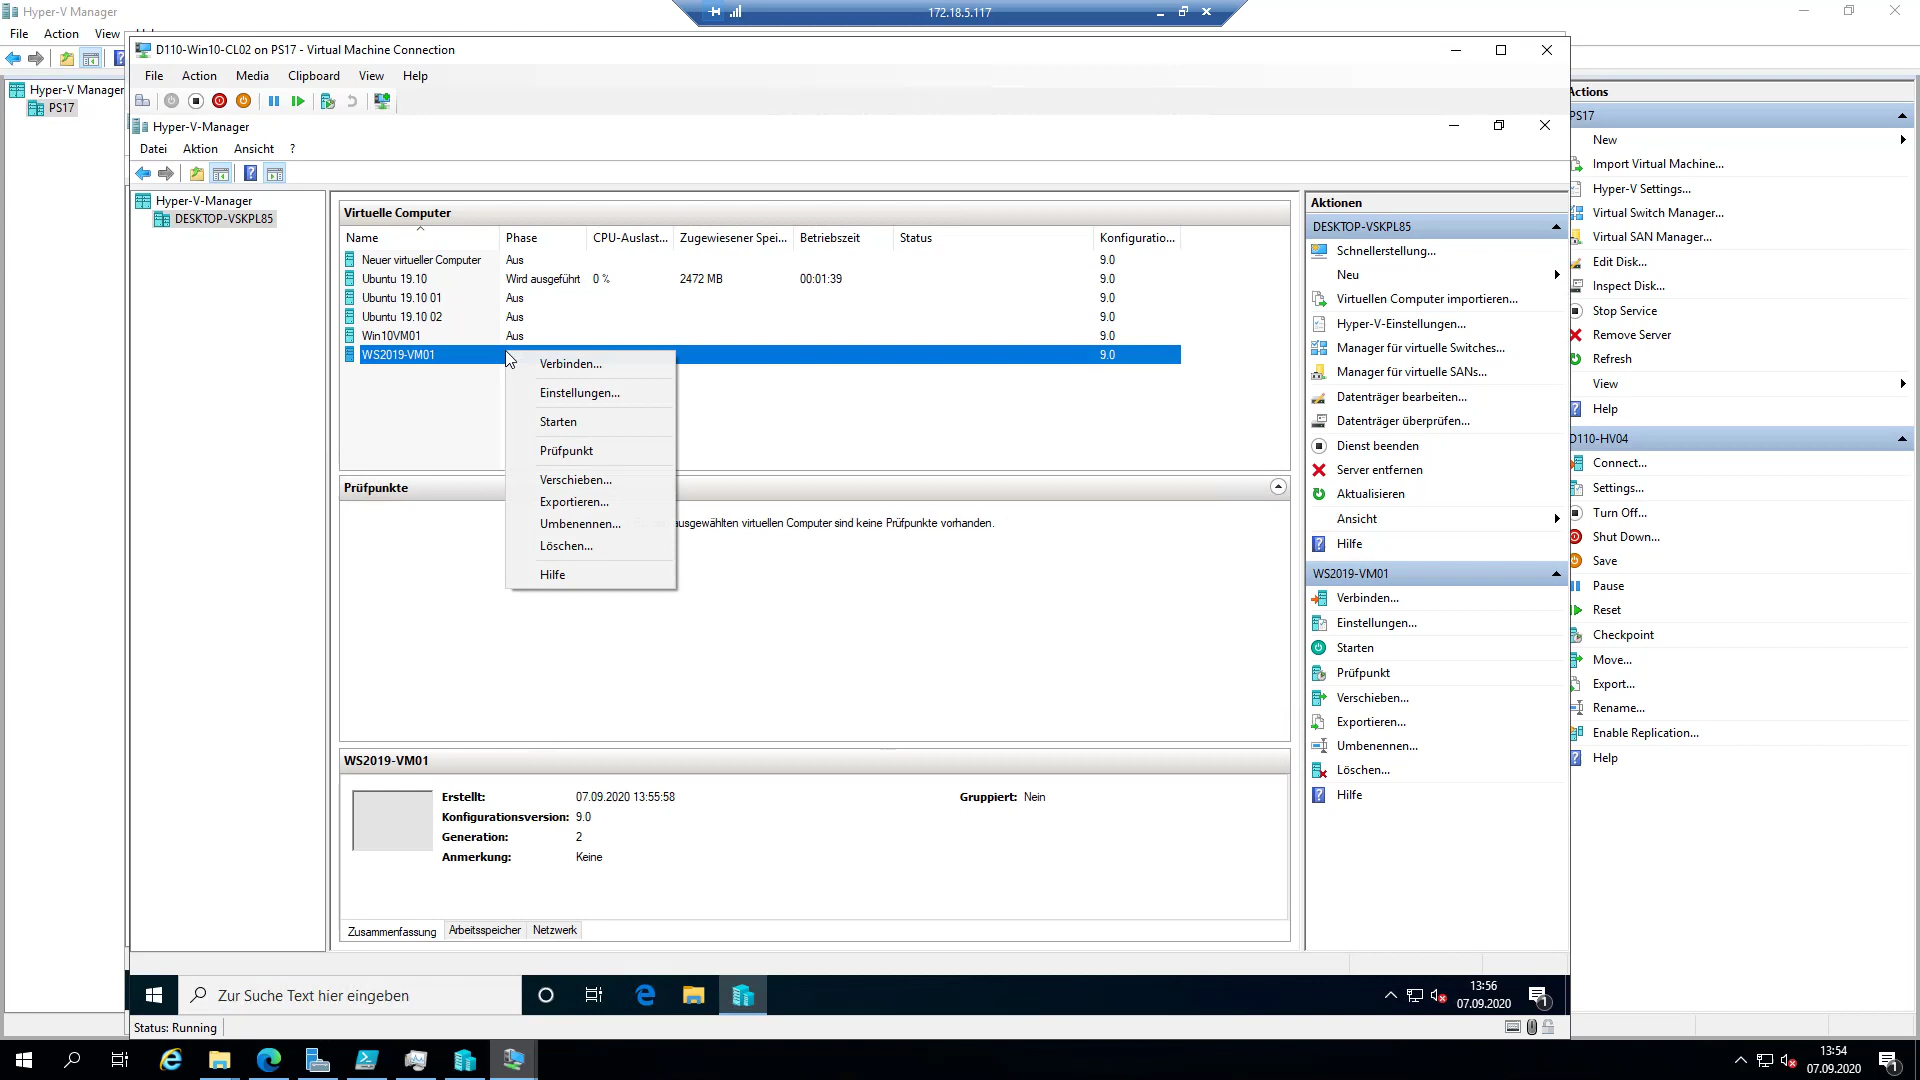 Hyper-V Manager
File Action View
172.18.5.117
Hyper-V Manager
PS17
D110-Win10-CL02 on PS17 - Virtual Machine Connection
File Action Media Clipboard View Help
Hyper-V-Manager
Datei Aktion Ansicht ?
Hyper-V-Manager
DESKTOP-VSKPL85
Virtuelle Computer
Name Phase CPU-Auslast... Zugewiesener Spei... Betriebszeit Status Konfiguratio...
Neuer virtueller Computer Aus 9.0
Ubuntu 19.10 Wird ausgeführt 0 % 2472 MB 00:01:39 9.0
Ubuntu 19.10 01 Aus 9.0
Ubuntu 19.10 02 Aus 9.0
Win10VM01 Aus 9.0
WS2019-VM01 9.0
Verbinden...
Einstellungen...
Starten
Prüfpunkt
Verschieben...
Exportieren...
Umbenennen...
Löschen...
Hilfe
Prüfpunkte
ausgewählten virtuellen Computer sind keine Prüfpunkte vorhanden.
WS2019-VM01
Erstellt: 07.09.2020 13:55:58 Gruppiert: Nein
Konfigurationsversion: 9.0
Generation: 2
Anmerkung: Keine
Zusammenfassung Arbeitsspeicher Netzwerk
Aktionen
DESKTOP-VSKPL85
Schnellerstellung...
Neu
Virtuellen Computer importieren...
Hyper-V-Einstellungen...
Manager für virtuelle Switches...
Manager für virtuelle SANs...
Datenträger bearbeiten...
Datenträger überprüfen...
Dienst beenden
Server entfernen
Aktualisieren
Ansicht
Hilfe
WS2019-VM01
Verbinden...
Einstellungen...
Starten
Prüfpunkt
Verschieben...
Exportieren...
Umbenennen...
Löschen...
Hilfe
Actions
PS17
New
Import Virtual Machine...
Hyper-V Settings...
Virtual Switch Manager...
Virtual SAN Manager...
Edit Disk...
Inspect Disk...
Stop Service
Remove Server
Refresh
View
Help
D110-HV04
Connect...
Settings...
Turn Off...
Shut Down...
Save
Pause
Reset
Checkpoint
Move...
Export...
Rename...
Enable Replication...
Help
Zur Suche Text hier eingeben
13:56
07.09.2020
1
Status: Running
13:54
07.09.2020
1